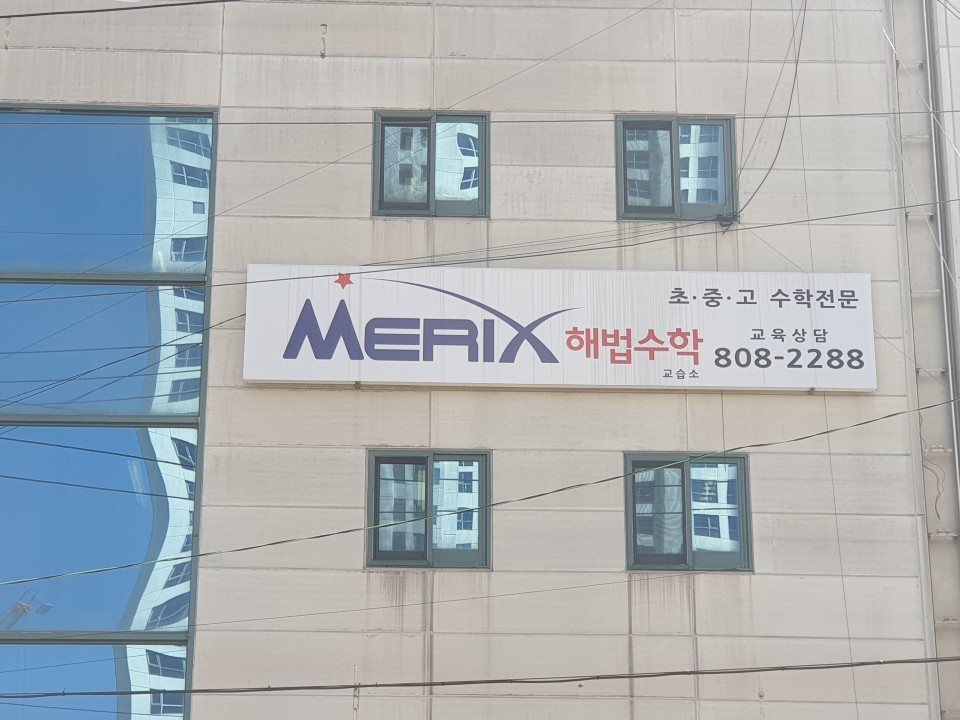 MERIX 해법수학
교습소
초·중·고 수학전문
교육상담
808-2288